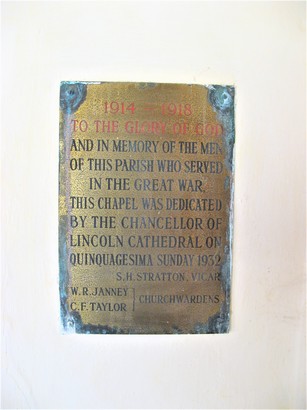 1914 - 1918
TO THE GLORY OF GOD
AND IN MEMORY OF THE MEN
OF THIS PARISH WHO SERVED
IN THE GREAT WAR,
THIS CHAPEL WAS DEDICATED
BY THE CHANCELLOR OF
LINCOLN CATHEDRAL ON
QUINQUAGESIMA SUNDAY 1932
S.H. STRATTON, VICAR
W.R. JANNEY
C.F. TAYLOR
CHURCHWARDENS